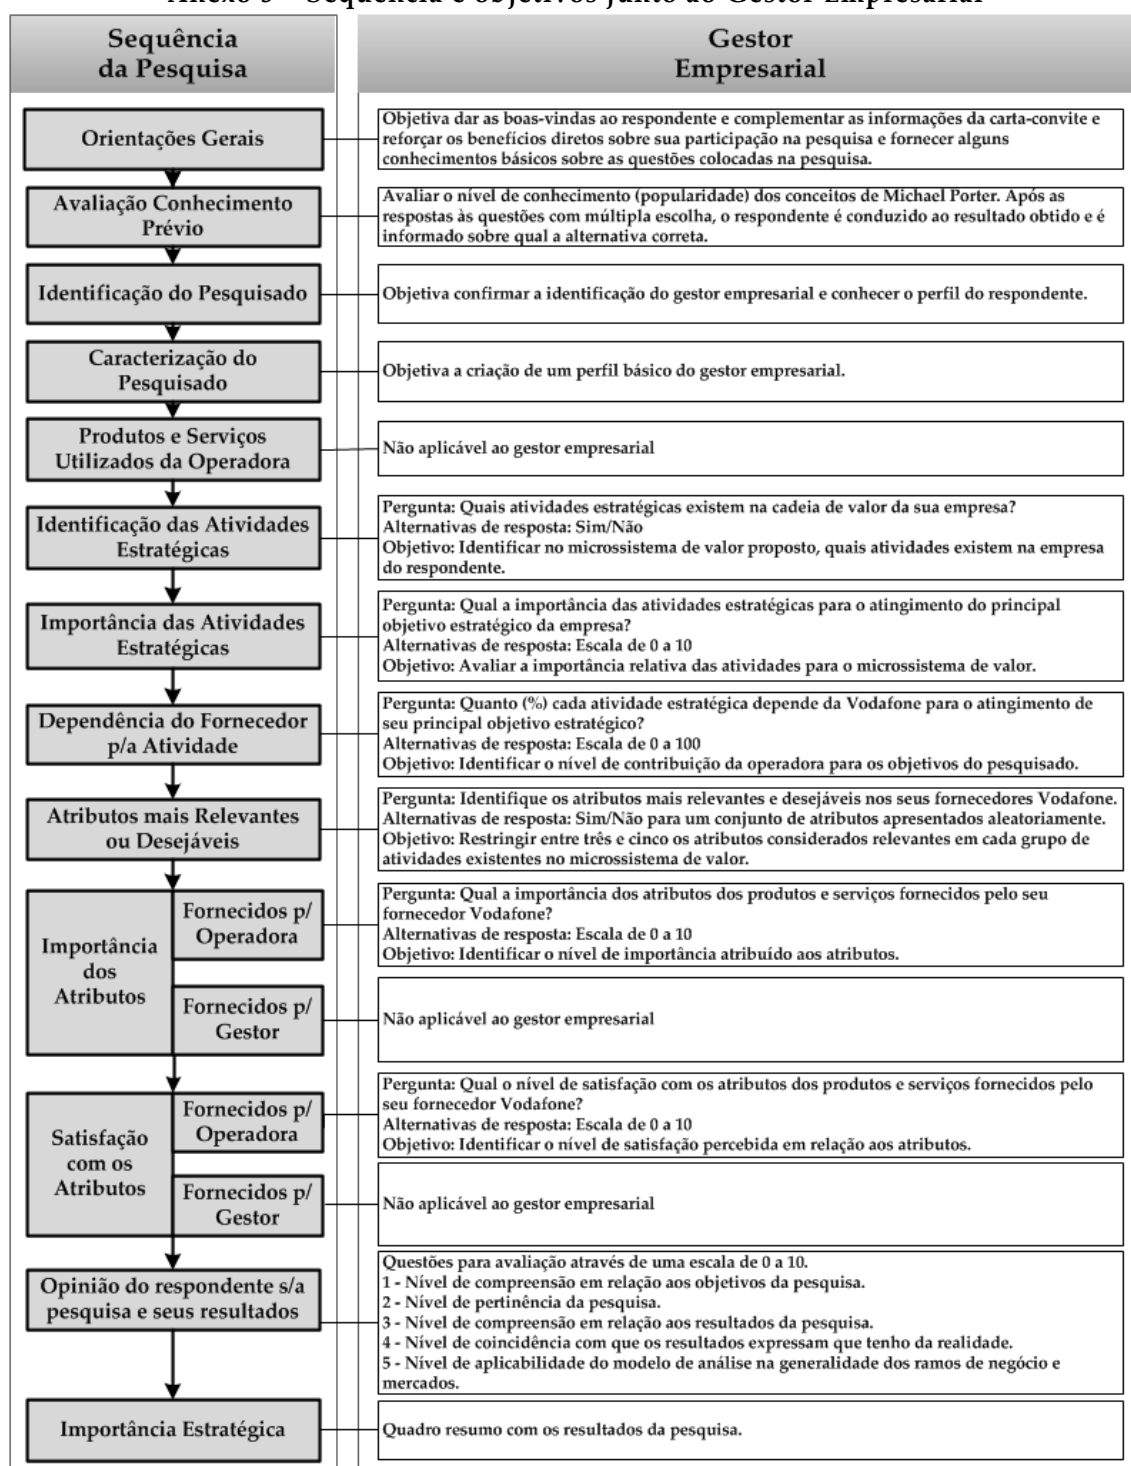 Sequência
da Pesquisa
Gestor
Empresarial
Orientações Gerais
Objetiva dar as boas-vindas ao respondente e complementar as informações da carta-convite e
reforçar os benefícios diretos sobre sua participação na pesquisa e fornecer alguns
conhecimentos básicos sobre as questões colocadas na pesquisa.
Avaliação Conhecimento
Prévio
Avaliar o nível de conhecimento (popularidade) dos conceitos de Michael Porter. Após as
respostas às questões com múltipla escolha, o respondente é conduzido ao resultado obtido e é
informado sobre qual a alternativa correta.
Identificação do Pesquisado
Objetiva confirmar a identificação do gestor empresarial e conhecer o perfil do respondente.
Caracterização do
Pesquisado
Objetiva a criação de um perfil básico do gestor empresarial.
Produtos e Serviços
Utilizados da Operadora
Não aplicável ao gestor empresarial
Identificação das Atividades
Estratégicas
Pergunta: Quais atividades estratégicas existem na cadeia de valor da sua empresa?
Alternativas de resposta: Sim/Não
Objetivo: Identificar no microssistema de valor proposto, quais atividades existem na empresa
do respondente.
Importância das Atividades
Estratégicas
Pergunta: Qual a importância das atividades estratégicas para o atingimento do principal
objetivo estratégico da empresa?
Alternativas de resposta: Escala de 0 a 10
Objetivo: Avaliar a importância relativa das atividades para o microssistema de valor.
Dependência do Fornecedor
p/a Atividade
Pergunta: Quanto (%) cada atividade estratégica depende da Vodafone para o atingimento de
seu principal objetivo estratégico?
Alternativas de resposta: Escala de 0 a 100
Objetivo: Identificar o nível de contribuição da operadora para os objetivos do pesquisado.
Atributos mais Relevantes
ou Desejáveis
Pergunta: Identifique os atributos mais relevantes e desejáveis nos seus fornecedores Vodafone.
Alternativas de resposta: Sim/Não para um conjunto de atributos apresentados aleatoriamente.
Objetivo: Restringir entre três e cinco os atributos considerados relevantes em cada grupo de
atividades existentes no microssistema de valor.
Importância
dos
Atributos
Fornecidos p/
Operadora
Pergunta: Qual a importância dos atributos dos produtos e serviços fornecidos pelo seu
fornecedor Vodafone?
Alternativas de resposta: Escala de 0 a 10
Objetivo: Identificar o nível de importância atribuído aos atributos.
Fornecidos p/
Gestor
Não aplicável ao gestor empresarial
Satisfação
com os
Atributos
Fornecidos p/
Operadora
Pergunta: Qual o nível de satisfação com os atributos dos produtos e serviços fornecidos pelo
seu fornecedor Vodafone?
Alternativas de resposta: Escala de 0 a 10
Objetivo: Identificar o nível de satisfação percebida em relação aos atributos.
Fornecidos p/
Gestor
Não aplicável ao gestor empresarial
Opinião do respondente s/a
pesquisa e seus resultados
Questões para avaliação através de uma escala de 0 a 10.
1 - Nível de compreensão em relação aos objetivos da pesquisa.
2 - Nível de pertinência da pesquisa.
3 - Nível de compreensão em relação aos resultados da pesquisa.
4 - Nível de coincidência com que os resultados expressam que tenho da realidade.
5 - Nível de aplicabilidade do modelo de análise na generalidade dos ramos de negócio e
mercados.
Importância Estratégica
Quadro resumo com os resultados da pesquisa.